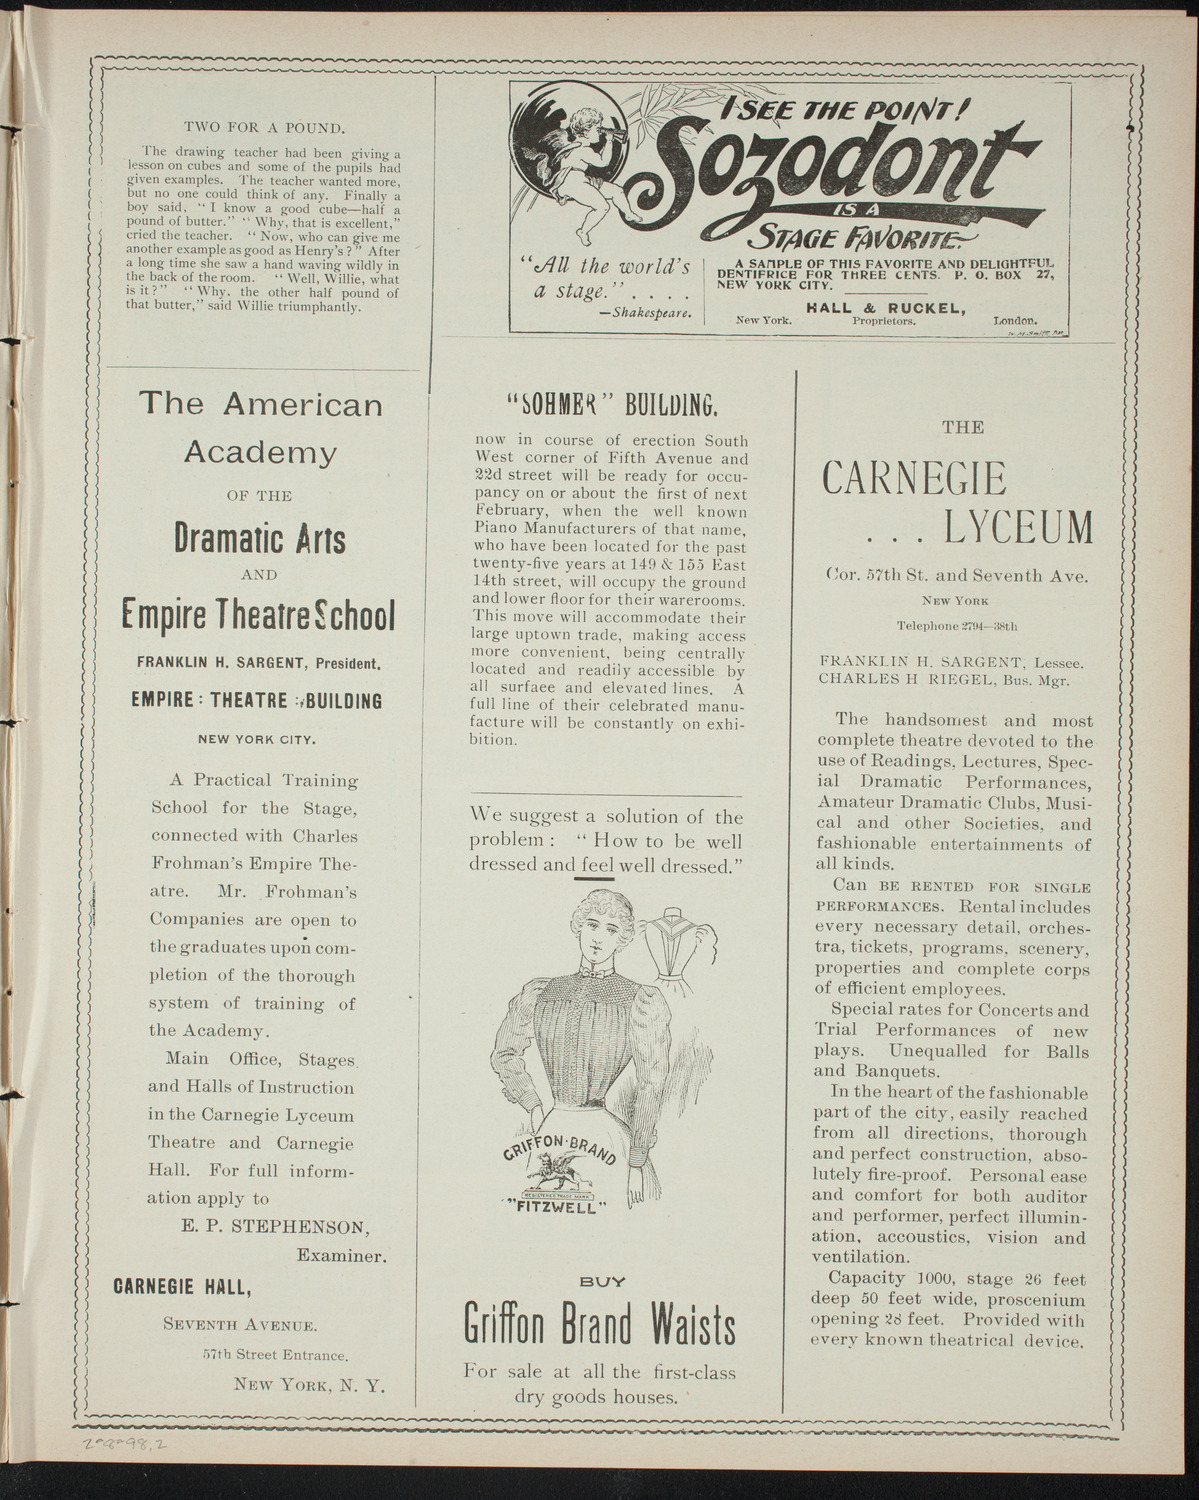 TWO FOR A POUND.
The drawing teacher had been giving a
lesson on cubes and some of the pupils had
given examples. The teacher wanted more,
but no one could think of any. Finally a
boy said, “I know a good cube—half a
pound of butter.” “Why, that is excellent,”
cried the teacher. “Now, who can give me
another example as good as Henry's?” After
a long time she saw a hand waving wildly in
the back of the room. “Well, Willie, what
is it?” “Why, the other half pound of
that butter,” said Willie triumphantly.
I SEE THE POINT!
Sozodont
IS A
STAGE FAVORITE
“All the world's
a stage.” . . . .
—Shakespeare.
A SAMPLE OF THIS FAVORITE AND DELIGHTFUL
DENTIFRICE FOR THREE CENTS. P. O. BOX 27,
NEW YORK CITY.
HALL & RUCKEL,
New York. Proprietors. London.
The American
Academy
OF THE
Dramatic Arts
AND
Empire Theatre School
FRANKLIN H. SARGENT, President.
EMPIRE : THEATRE : BUILDING
NEW YORK CITY.
A Practical Training
School for the Stage,
connected with Charles
Frohman's Empire The-
atre. Mr. Frohman's
Companies are open to
the graduates upon com-
pletion of the thorough
system of training of
the Academy.
Main Office, Stages
and Halls of Instruction
in the Carnegie Lyceum
Theatre and Carnegie
Hall. For full inform-
ation apply to
E. P. STEPHENSON,
Examiner.
CARNEGIE HALL,
SEVENTH AVENUE.
57th Street Entrance.
NEW YORK, N. Y.
“SOHMER” BUILDING.
now in course of erection South
West corner of Fifth Avenue and
22d street will be ready for occu-
pancy on or about the first of next
February, when the well known
Piano Manufacturers of that name,
who have been located for the past
twenty-five years at 149 & 155 East
14th street, will occupy the ground
and lower floor for their warerooms.
This move will accommodate their
large uptown trade, making access
more convenient, being centrally
located and readily accessible by
all surfaee and elevated lines. A
full line of their celebrated manu-
facture will be constantly on exhi-
bition.
We suggest a solution of the
problem: “How to be well
dressed and feel well dressed.”
GRIFFON·BRAND
REGISTERED TRADE MARK
"FITZWELL"
BUY
Griffon Brand Waists
For sale at all the first-class
dry goods houses.
THE
CARNEGIE
. . . LYCEUM
Cor. 57th St. and Seventh Ave.
NEW YORK
Telephone 2794—38th
FRANKLIN H. SARGENT, Lessee.
CHARLES H RIEGEL, Bus. Mgr.
The handsomest and most
complete theatre devoted to the
use of Readings, Lectures, Spec-
ial Dramatic Performances,
Amateur Dramatic Clubs, Musi-
cal and other Societies, and
fashionable entertainments of
all kinds.
Can BE RENTED FOR SINGLE
PERFORMANCES. Rental includes
every necessary detail, orches-
tra, tickets, programs, scenery,
properties and complete corps
of efficient employees.
Special rates for Concerts and
Trial Performances of new
plays. Unequalled for Balls
and Banquets.
In the heart of the fashionable
part of the city, easily reached
from all directions, thorough
and perfect construction, abso-
lutely fire-proof. Personal ease
and comfort for both auditor
and performer, perfect illumin-
ation, accoustics, vision and
ventilation.
Capacity 1000, stage 26 feet
deep 50 feet wide, proscenium
opening 28 feet. Provided with
every known theatrical device.